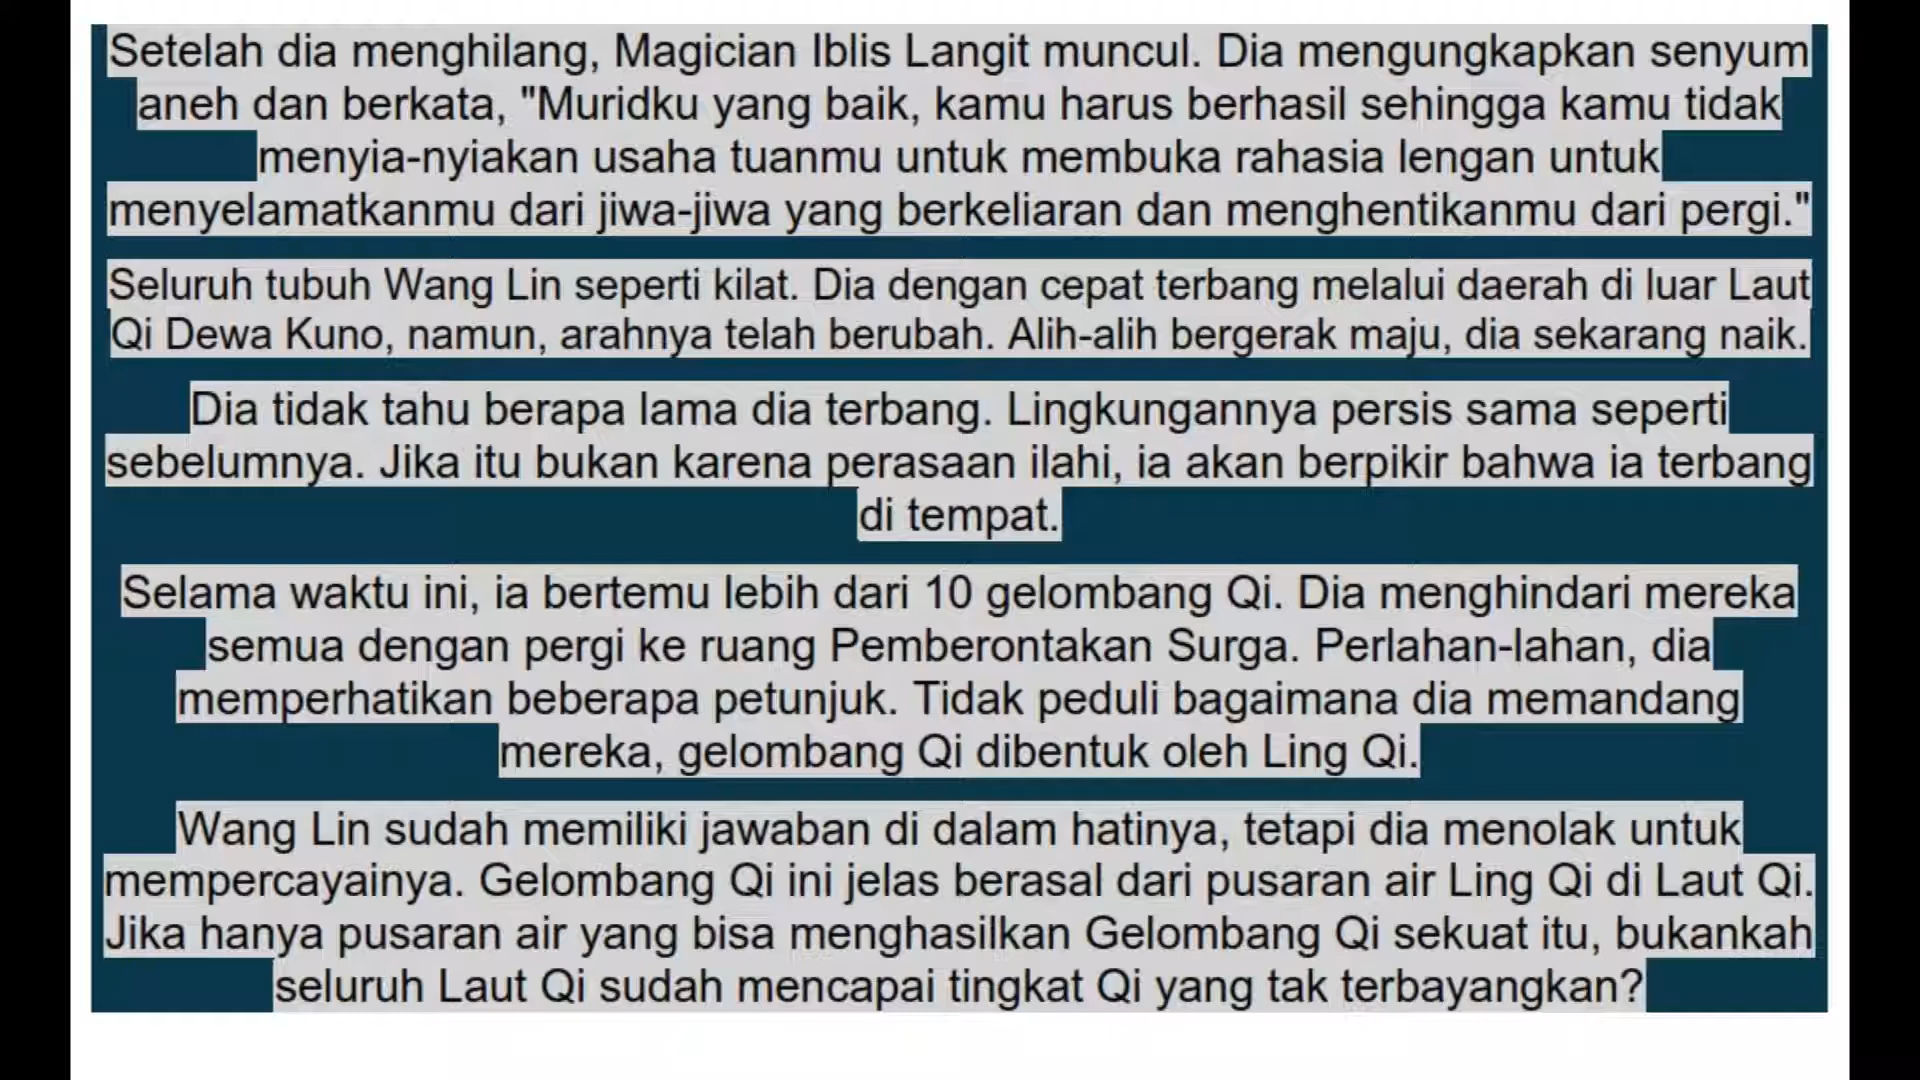 Setelah dia menghilang, Magician Iblis Langit muncul. Dia mengungkapkan senyum
aneh dan berkata, "Muridku yang baik, kamu harus berhasil sehingga kamu tidak
menyia-nyiakan usaha tuanmu untuk membuka rahasia lengan untuk
menyelamatkanmu dari jiwa-jiwa yang berkeliaran dan menghentikanmu dari pergi."
Seluruh tubuh Wang Lin seperti kilat. Dia dengan cepat terbang melalui daerah di luar Laut
Qi Dewa Kuno, namun, arahnya telah berubah. Alih-alih bergerak maju, dia sekarang naik.
Dia tidak tahu berapa lama dia terbang. Lingkungannya persis sama seperti
sebelumnya. Jika itu bukan karena perasaan ilahi, ia akan berpikir bahwa ia terbang
di tempat.
Selama waktu ini, ia bertemu lebih dari 10 gelombang Qi. Dia menghindari mereka
semua dengan pergi ke ruang Pemberontakan Surga. Perlahan-lahan, dia
memperhatikan beberapa petunjuk. Tidak peduli bagaimana dia memandang
mereka, gelombang Qi dibentuk oleh Ling Qi.
Wang Lin sudah memiliki jawaban di dalam hatinya, tetapi dia menolak untuk
mempercayainya. Gelombang Qi ini jelas berasal dari pusaran air Ling Qi di Laut Qi.
Jika hanya pusaran air yang bisa menghasilkan Gelombang Qi sekuat itu, bukankah
seluruh Laut Qi sudah mencapai tingkat Qi yang tak terbayangkan?